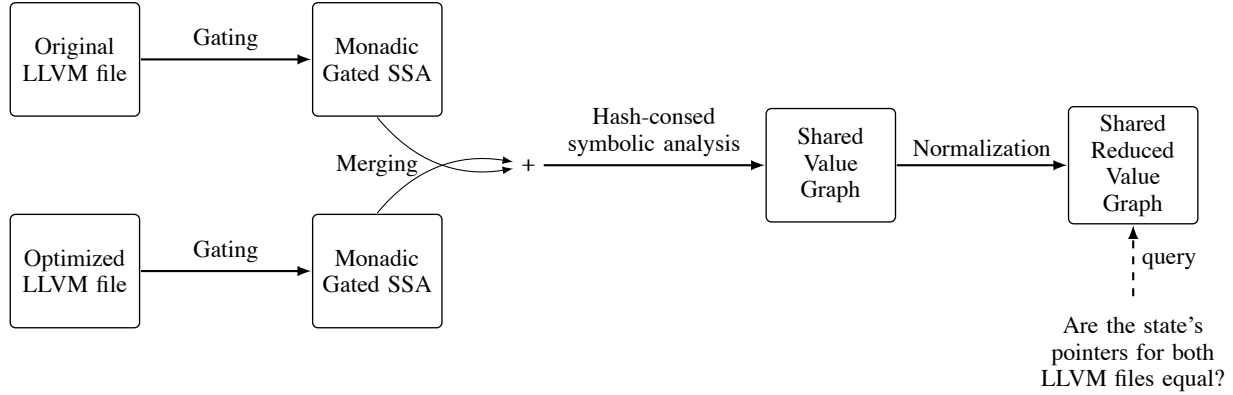 Original
LLVM file
Gating
Monadic
Gated SSA
Merging
+
Hash-consed
symbolic analysis
Shared
Value
Graph
Normalization
Shared
Reduced
Value
Graph
Optimized
LLVM file
Gating
Monadic
Gated SSA
query
Are the state's
pointers for both
LLVM files equal?